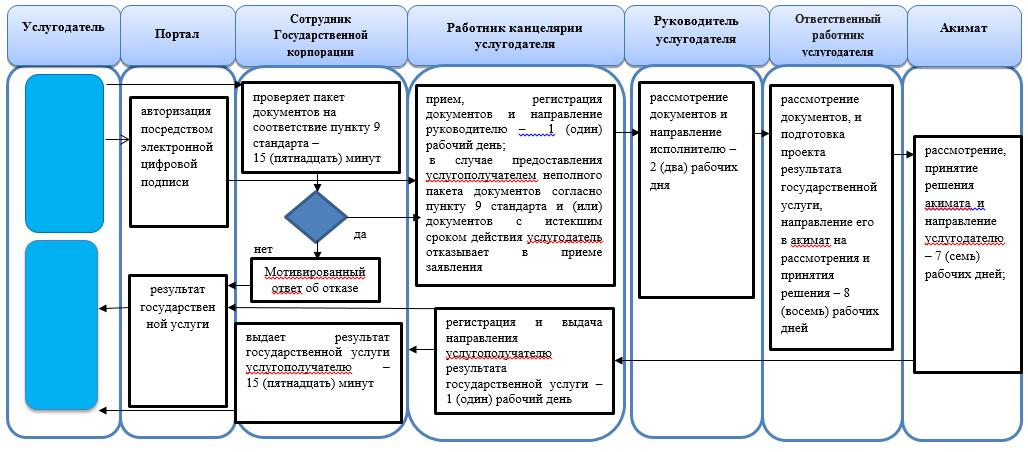 Услугодатель
Портал
Сотрудник
Государственной
корпорации
Работник канцелярии
услугодателя
Руководитель
услугодателя
Ответственный
работник
услугодателя
Акимат
авторизация
посредством
электронной
цифровой
подписи
проверяет пакет
документов на
соответствие пункту 9
стандарта –
15 (пятнадцать) минут
да
нет
Мотивированный
ответ об отказе
прием, регистрация
документов и направление
руководителю – 1 (один)
рабочий день;
в случае предоставления
услугополучателем неполного
пакета документов согласно
пункту 9 стандарта и (или)
документов с истекшим
сроком действия услугодатель
отказывает в приеме
заявления
рассмотрение
документов и
направление
исполнителю –
2 (два) рабочих
дня
рассмотрение
документов, и
подготовка
проекта
результата
государственной
услуги,
направление его
в акимат на
рассмотрения и
принятия
решения – 8
(восемь) рабочих
дней
рассмотрение,
принятие
решения
акимата и
направление
услугодателю
– 7 (семь)
рабочих дней;
результат
государствен
ной услуги
выдает результат
государственной услуги
услугополучателю –
15 (пятнадцать) минут
регистрация и выдача
направления
услугополучателю
результата
государственной услуги –
1 (один) рабочий день